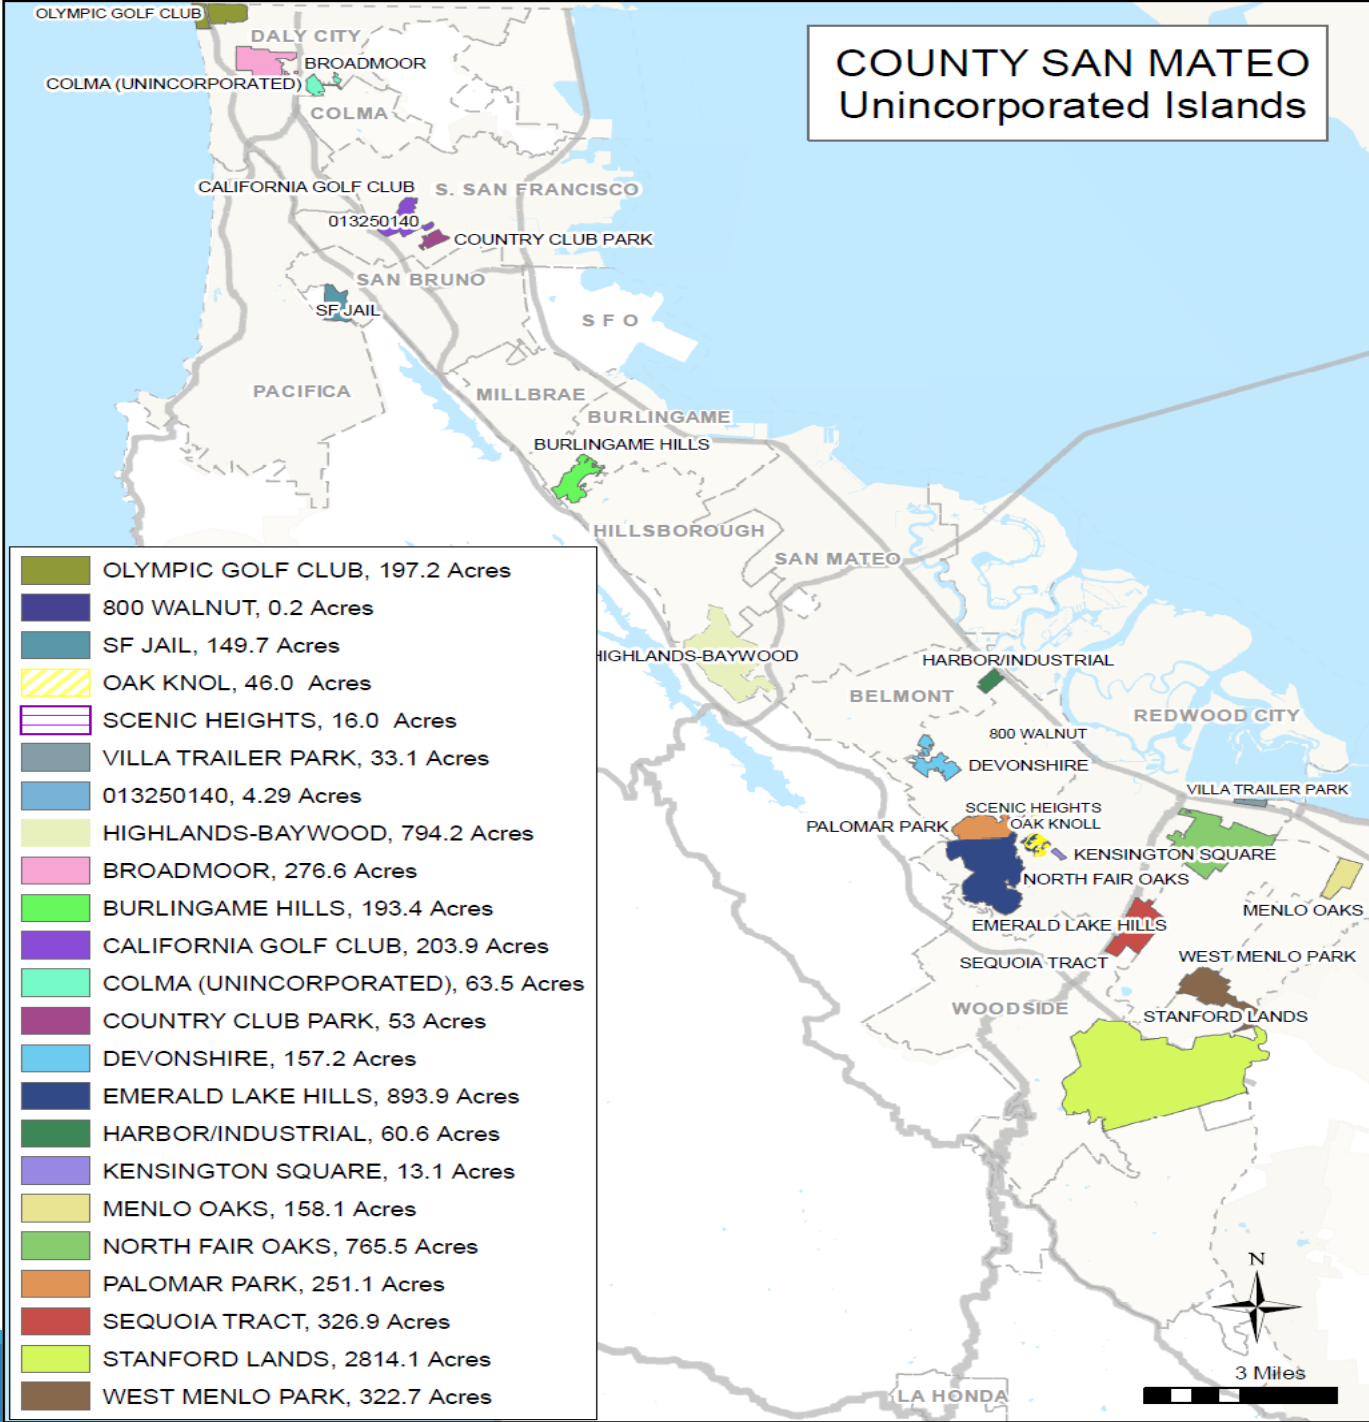 OLYMPIC GOLF CLUB
DALY CITY
BROADMOOR
COLMA (UNINCORPORATED)
COLMA
COUNTY SAN MATEO
Unincorporated Islands
CALIFORNIA GOLF CLUB
S. SAN FRANCISCO
013250140
COUNTRY CLUB PARK
SAN BRUNO
SF JAIL
S F O
PACIFICA
MILLBRAE
BURLINGAME
BURLINGAME HILLS
HILLSBOROUGH
SAN MATEO
HIGHLANDS-BAYWOOD
HARBOR/INDUSTRIAL
BELMONT
REDWOOD CITY
800 WALNUT
DEVONSHIRE
VILLA TRAILER PARK
SCENIC HEIGHTS
OAK KNOLL
PALOMAR PARK
KENSINGTON SQUARE
NORTH FAIR OAKS
MENLO OAKS
EMERALD LAKE HILLS
SEQUOIA TRACT
WEST MENLO PARK
WOODSIDE
STANFORD LANDS
LA HONDA
N
3 Miles
OLYMPIC GOLF CLUB, 197.2 Acres
800 WALNUT, 0.2 Acres
SF JAIL, 149.7 Acres
OAK KNOL, 46.0 Acres
SCENIC HEIGHTS, 16.0 Acres
VILLA TRAILER PARK, 33.1 Acres
013250140, 4.29 Acres
HIGHLANDS-BAYWOOD, 794.2 Acres
BROADMOOR, 276.6 Acres
BURLINGAME HILLS, 193.4 Acres
CALIFORNIA GOLF CLUB, 203.9 Acres
COLMA (UNINCORPORATED), 63.5 Acres
COUNTRY CLUB PARK, 53 Acres
DEVONSHIRE, 157.2 Acres
EMERALD LAKE HILLS, 893.9 Acres
HARBOR/INDUSTRIAL, 60.6 Acres
KENSINGTON SQUARE, 13.1 Acres
MENLO OAKS, 158.1 Acres
NORTH FAIR OAKS, 765.5 Acres
PALOMAR PARK, 251.1 Acres
SEQUOIA TRACT, 326.9 Acres
STANFORD LANDS, 2814.1 Acres
WEST MENLO PARK, 322.7 Acres